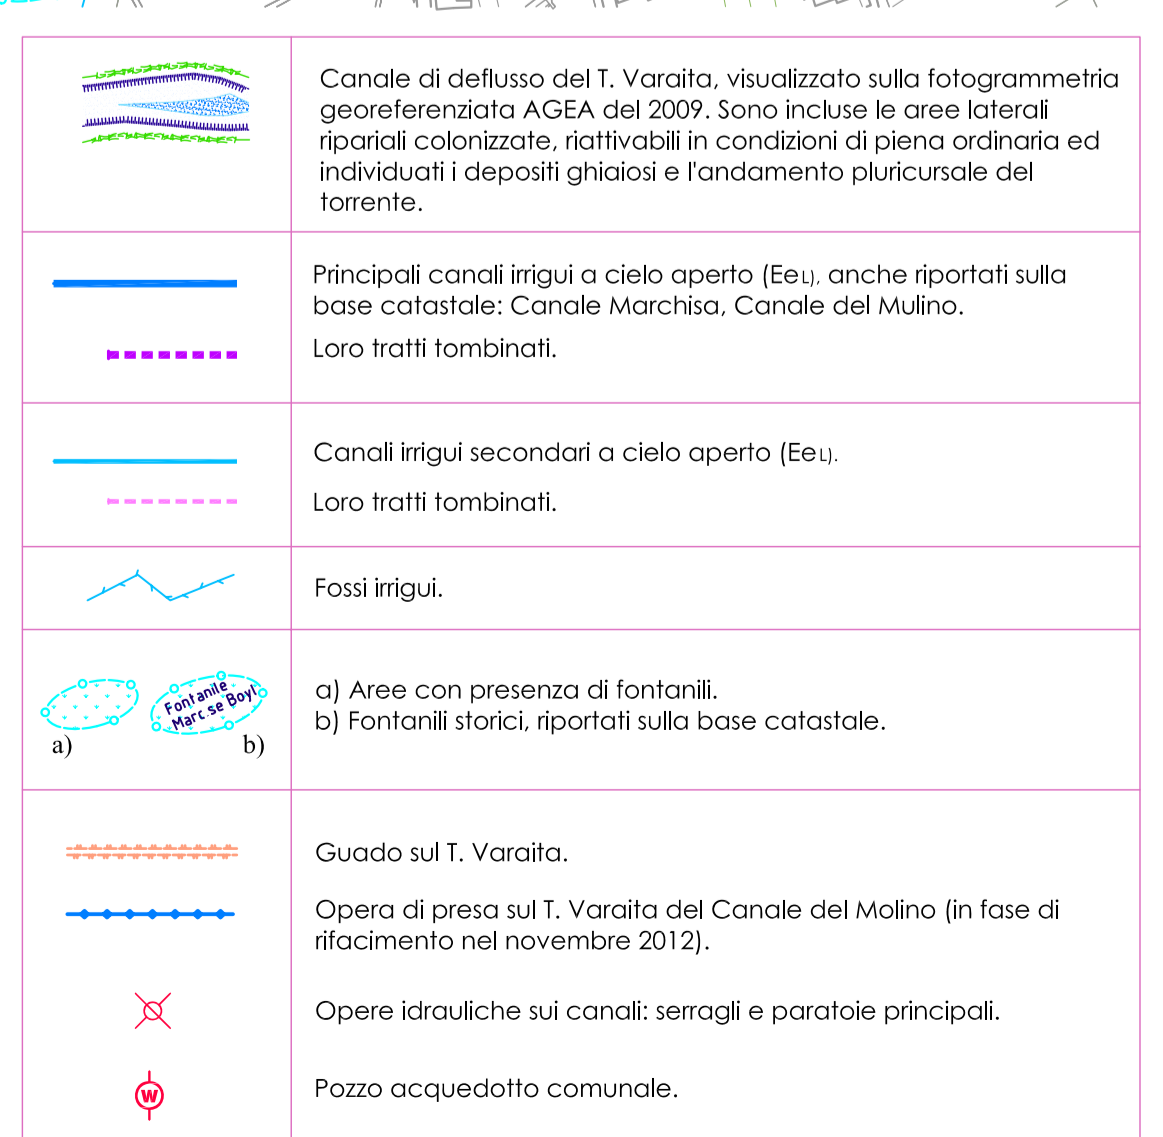 Canale di deflusso del T. Varaita, visualizzato sulla fotogrammetria
georeferenziata AGEA del 2009. Sono incluse le aree laterali
ripariali colonizzate, riattivabili in condizioni di piena ordinaria ed
individuati i depositi ghiaiosi e l'andamento pluricursale del
torrente.
Principali canali irrigui a cielo aperto (EeL), anche riportati sulla
base catastale: Canale Marchisa, Canale del Mulino.
Loro tratti tombinati.
Canali irrigui secondari a cielo aperto (EeL).
Loro tratti tombinati.
Fossi irrigui.
Fontanile
Marc.se Boyl
a)
b)
a) Aree con presenza di fontanili.
b) Fontanili storici, riportati sulla base catastale.
Guado sul T. Varaita.
Opera di presa sul T. Varaita del Canale del Molino (in fase di
rifacimento nel novembre 2012).
Opere idrauliche sui canali: serragli e paratoie principali.
W
Pozzo acquedotto comunale.